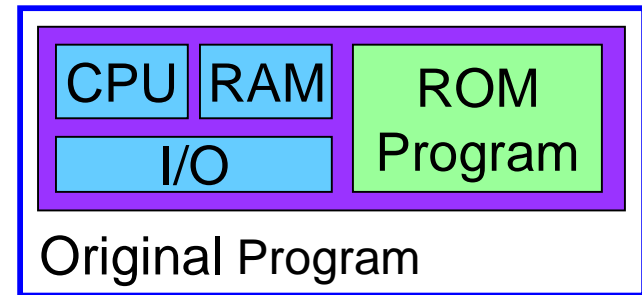 CPU RAM
I/O
ROM
Program
Original Program